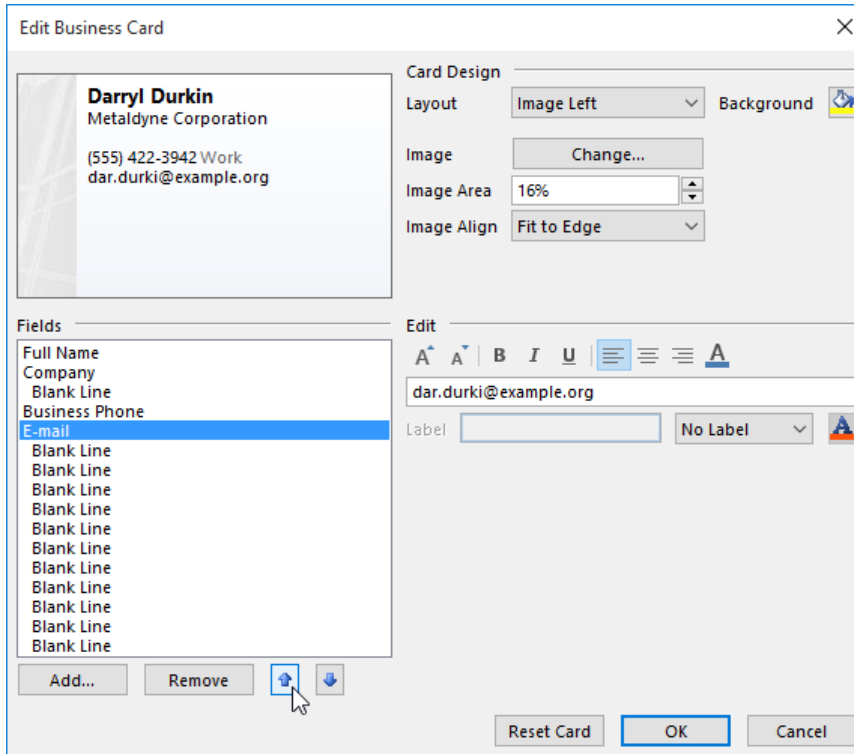 Edit Business Card
Darryl Durkin
Metaldyne Corporation
(555) 422-3942 Work
dar.durki@example.org
Card Design
Layout Image Left Background
Image Change...
Image Area 16%
Image Align Fit to Edge
Fields
Full Name
Company
Blank Line
Business Phone
E-mail
Blank Line
Blank Line
Blank Line
Blank Line
Blank Line
Blank Line
Blank Line
Blank Line
Blank Line
Blank Line
Blank Line
Add... Remove
Edit
A A B I U A
dar.durki@example.org
Label No Label A
Reset Card OK Cancel